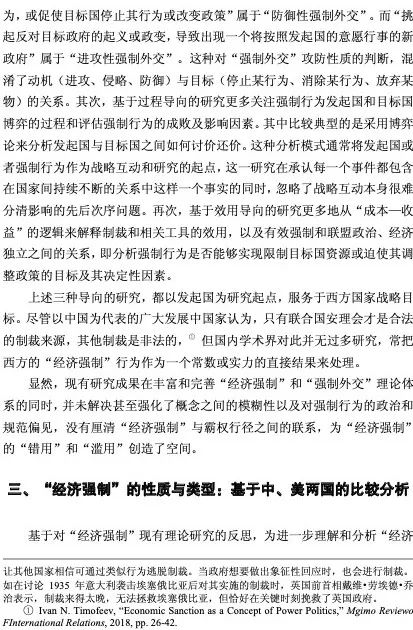 为，或促使目标国停止其行为或改变政策”属于“防御性强制外交”。而“挑
起反对目标政府的起义或政变，导致出现一个将按照发起国的意愿行事的新
政府”属于“进攻性强制外交”。这种对“强制外交”攻防性质的判断，混
淆了动机（进攻、侵略、防御）与目标（停止某行为、消除某行为、放弃某
物）的关系。其次，基于过程导向的研究更多关注强制行为发起国和目标国
博弈的过程和评估强制行为的成败及影响因素。其中比较典型的是采用博弈
论来分析发起国与目标国之间如何讨价还价。这种分析模式通常将发起国或
者强制行为作为战略互动和研究的起点，这一研究在承认每一个事件都包含
在国家间持续不断的关系中这样一个事实的同时，忽略了战略互动本身很难
分清影响的先后次序问题。再次，基于效用导向的研究更多地从“成本—收
益”的逻辑来解释制裁和相关工具的效用，以及有效强制和联盟政治、经济
独立之间的关系，即分析强制行为是否能够实现限制目标国资源或迫使其调
整政策的目标及其决定性因素。
上述三种导向的研究，都以发起国为研究起点，服务于西方国家战略目
标。尽管以中国为代表的广大发展中国家认为，只有联合国安理会才是合法
的制裁来源，其他制裁是非法的，① 但国内学术界对此并无过多研究，常把
西方的“经济强制”行为作为一个常数或实力的直接结果来处理。
显然，现有研究成果在丰富和完善“经济强制”和“强制外交”理论体
系的同时，并未解决甚至强化了概念之间的模糊性以及对强制行为的政治和
规范偏见，没有厘清“经济强制”与霸权行径之间的联系，为“经济强制”
的“错用”和“滥用”创造了空间。
三、“经济强制”的性质与类型：基于中、美两国的比较分析
基于对“经济强制”现有理论研究的反思，为进一步理解和分析“经济
让其他国家相信可通过类似行为逃脱制裁。当政府想要做出象征性回应时，也会进行制裁。
如在讨论 1935 年意大利袭击埃塞俄比亚后对其实施的制裁时，英国前首相戴维·劳埃德·乔
治表示，制裁来得太晚，无法拯救埃塞俄比亚，但恰好在关键时刻挽救了英国政府。
① Ivan N. Timofeev, “Economic Sanction as a Concept of Power Politics,” Mgimo Reviewo
FInternational Relations, 2018, pp. 26-42.